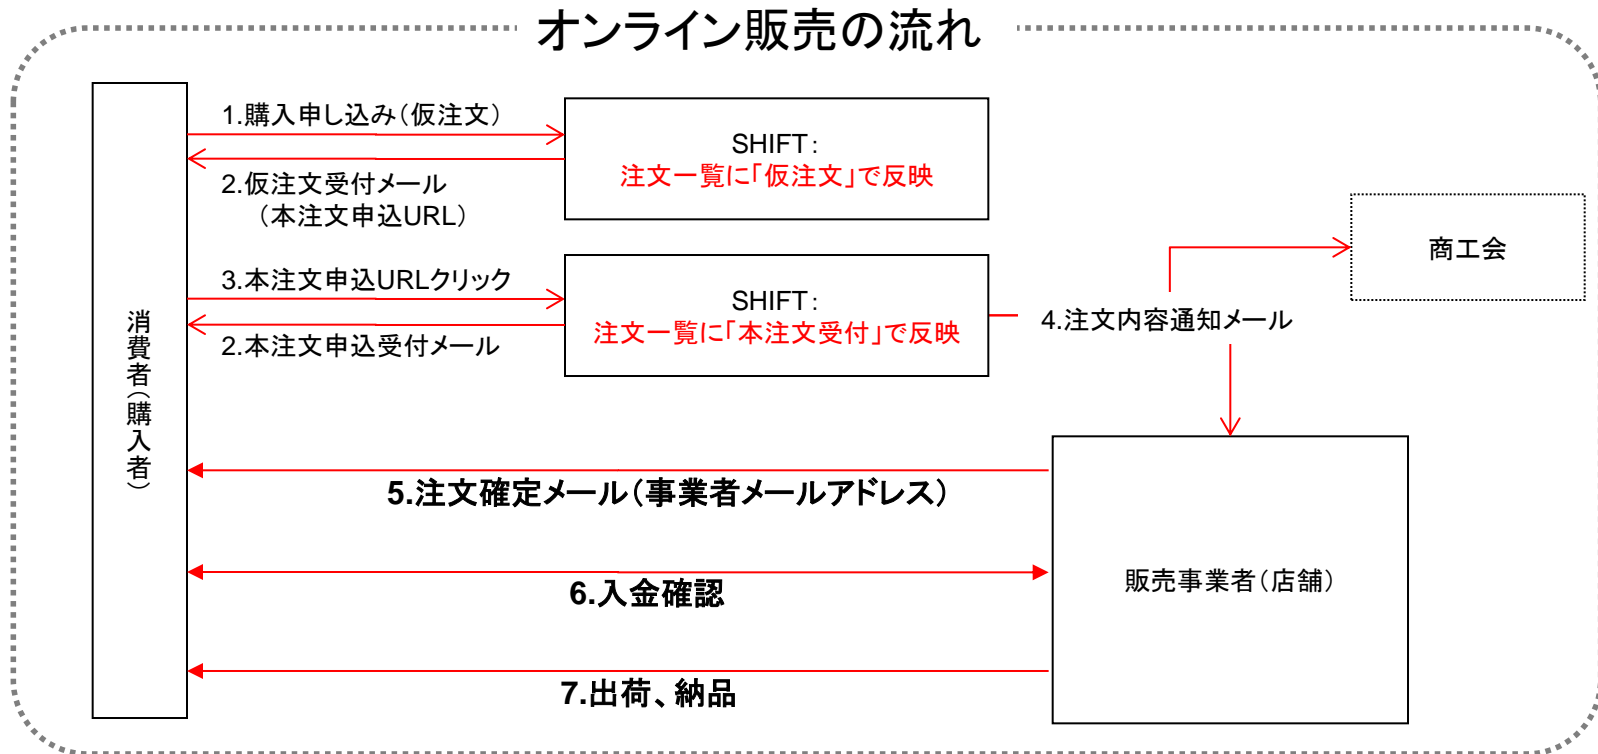 オンライン販売の流れ
1.購入申し込み（仮注文）
SHIFT：
注文一覧に「仮注文」で反映
2.仮注文受付メール
（本注文申込URL）
商工会
3.本注文申込URLクリック
SHIFT：
注文一覧に「本注文受付」で反映
4.注文内容通知メール
2.本注文申込受付メール
消費者（購入者）
5.注文確定メール（事業者メールアドレス）
6.入金確認
販売事業者（店舗）
7.出荷、納品